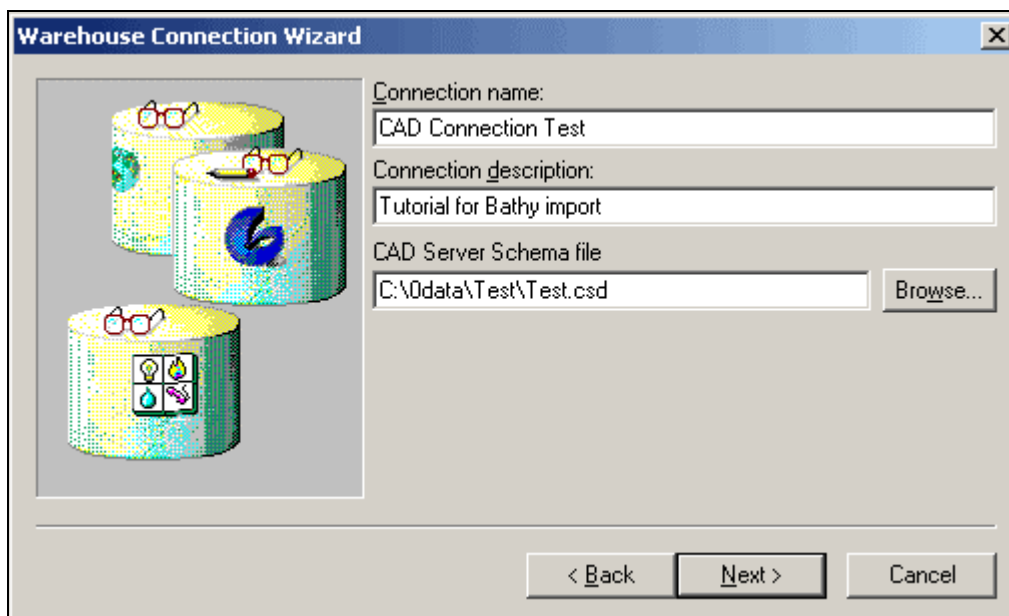 Warehouse Connection Wizard
Connection name:
CAD Connection Test
Connection description:
Tutorial for Bathy import
CAD Server Schema file
C:\0data\Test\Test.csd
Browse...
< Back
Next >
Cancel